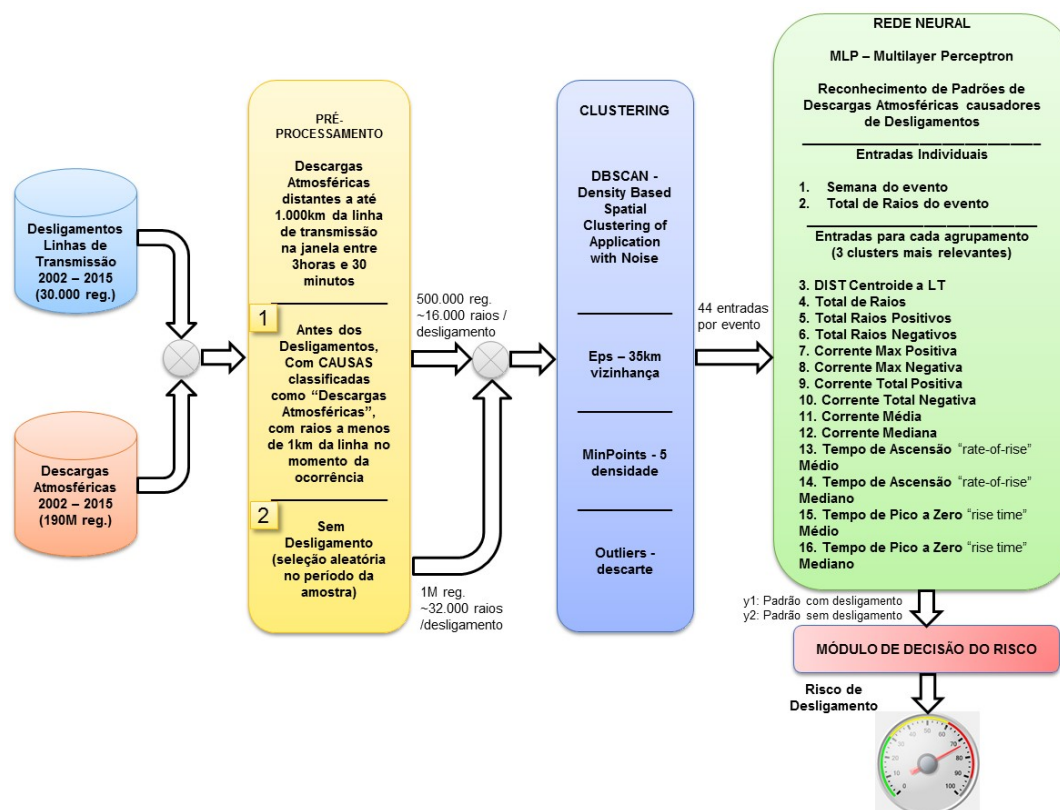 Desligamentos
Linhas de
Transmissão
2002 – 2015
(30.000 reg.)
Descargas
Atmosféricas
2002 – 2015
(190M reg.)
PRÉ-
PROCESSAMENTO
Descargas
Atmosféricas
distantes a até
1.000km da linha
de transmissão
na janela entre
3horas e 30
minutos
1
Antes dos
Desligamentos,
Com CAUSAS
classificadas
como “Descargas
Atmosféricas”,
com raios a menos
de 1km da linha no
momento da
ocorrência
2
Sem
Desligamento
(seleção aleatória
no período da
amostra)
500.000 reg.
~16.000 raios /
desligamento
1M reg.
~32.000 raios
/desligamento
CLUSTERING
DBSCAN -
Density Based
Spatial
Clustering of
Application
with Noise
Eps – 35km
vizinhança
MinPoints - 5
densidade
Outliers -
descarte
44 entradas
por evento
REDE NEURAL
MLP – Multilayer Perceptron
Reconhecimento de Padrões de
Descargas Atmosféricas causadores
de Desligamentos
Entradas Individuais
1. Semana do evento
2. Total de Raios do evento
Entradas para cada agrupamento
(3 clusters mais relevantes)
3. DIST Centroide a LT
4. Total de Raios
5. Total Raios Positivos
6. Total Raios Negativos
7. Corrente Max Positiva
8. Corrente Max Negativa
9. Corrente Total Positiva
10. Corrente Total Negativa
11. Corrente Média
12. Corrente Mediana
13. Tempo de Ascensão “rate-of-rise”
Médio
14. Tempo de Ascensão “rate-of-rise”
Mediano
15. Tempo de Pico a Zero “rise time”
Médio
16. Tempo de Pico a Zero “rise time”
Mediano
y1: Padrão com desligamento
y2: Padrão sem desligamento
MÓDULO DE DECISÃO DO RISCO
Risco de
Desligamento
0 10 20 30 40 50 60 70 80 90 100